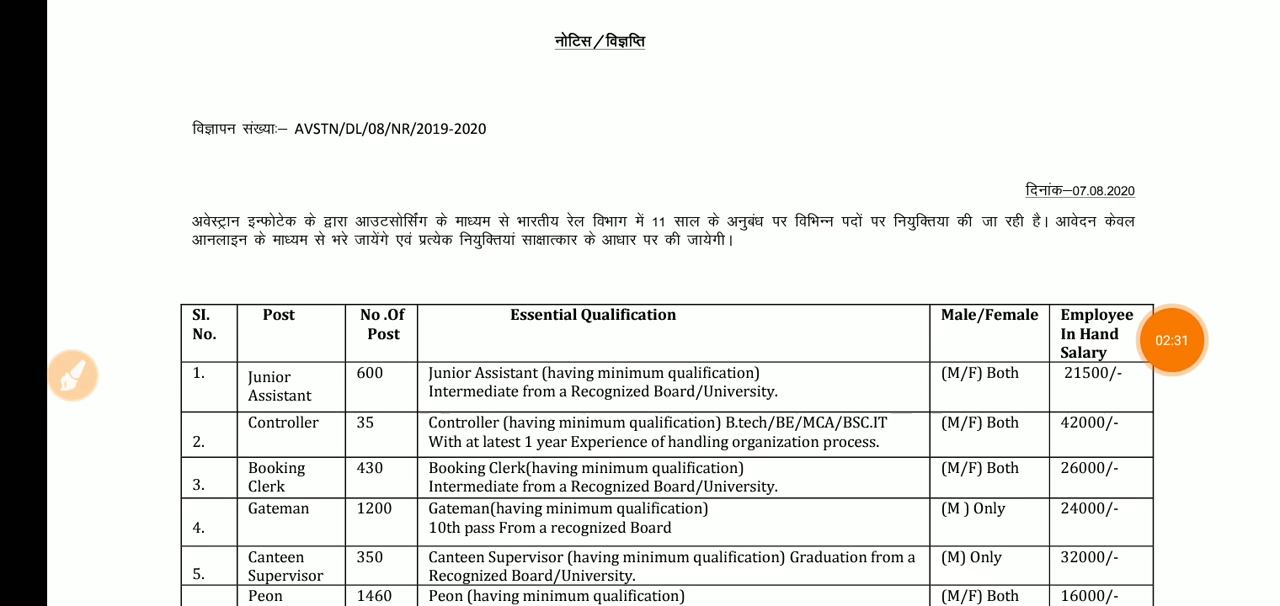 नोटिस/विज्ञप्ति
विज्ञापन संख्याः– AVSTN/DL/08/NR/2019-2020
दिनांक–07.08.2020
अवेस्ट्रान इन्फोटेक के द्वारा आउटसोर्सिंग के माध्यम से भारतीय रेल विभाग में 11 साल के अनुबंध पर विभिन्न पदों पर नियुक्तिया की जा रही है। आवेदन केवल
आनलाइन के माध्यम से भरे जायेंगे एवं प्रत्येक नियुक्तियां साक्षात्कार के आधार पर की जायेगी।
SI. No. Post No .Of Post Essential Qualification Male/Female Employee In Hand Salary
1. Junior Assistant 600 Junior Assistant (having minimum qualification) Intermediate from a Recognized Board/University. (M/F) Both 21500/-
2. Controller 35 Controller (having minimum qualification) B.tech/BE/MCA/BSC.IT With at latest 1 year Experience of handling organization process. (M/F) Both 42000/-
3. Booking Clerk 430 Booking Clerk(having minimum qualification) Intermediate from a Recognized Board/University. (M/F) Both 26000/-
4. Gateman 1200 Gateman(having minimum qualification) 10th pass From a recognized Board (M ) Only 24000/-
5. Canteen Supervisor 350 Canteen Supervisor (having minimum qualification) Graduation from a Recognized Board/University. (M) Only 32000/-
Peon 1460 Peon (having minimum qualification) (M/F) Both 16000/-
02:31